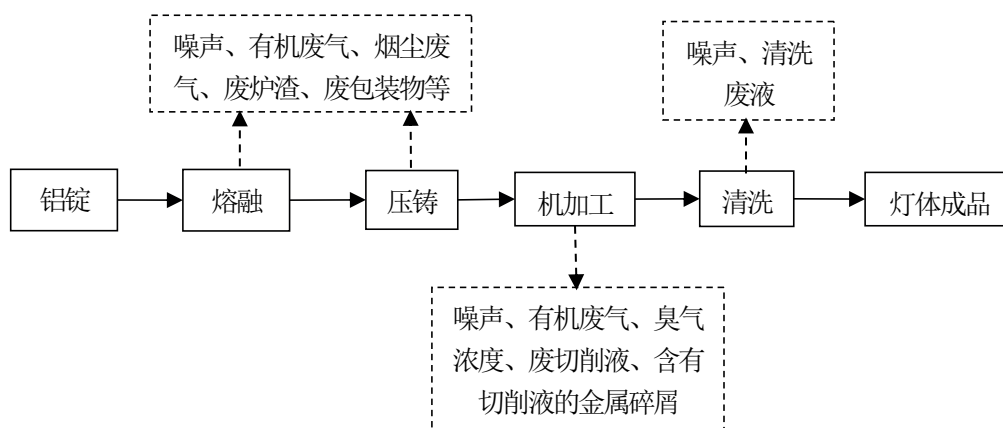 噪声、有机废气、烟尘废
气、废炉渣、废包装物等
噪声、清洗
废液
铝锭
熔融
压铸
机加工
清洗
灯体成品
噪声、有机废气、臭气
浓度、废切削液、含有
切削液的金属碎屑